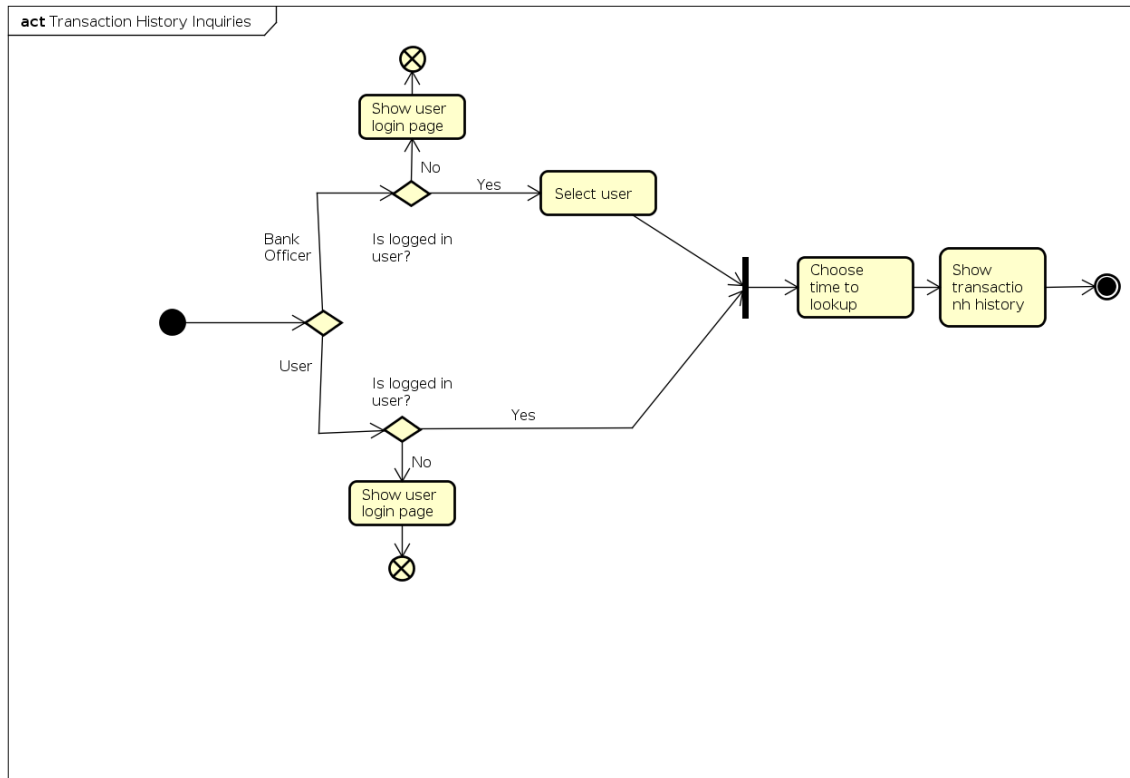 act Transaction History Inquiries
Show user
login page
No
Yes
Select user
Bank
Officer
Is logged in
user?
Choose
time to
lookup
Show
transactio
nh history
User
Is logged in
user?
Yes
No
Show user
login page